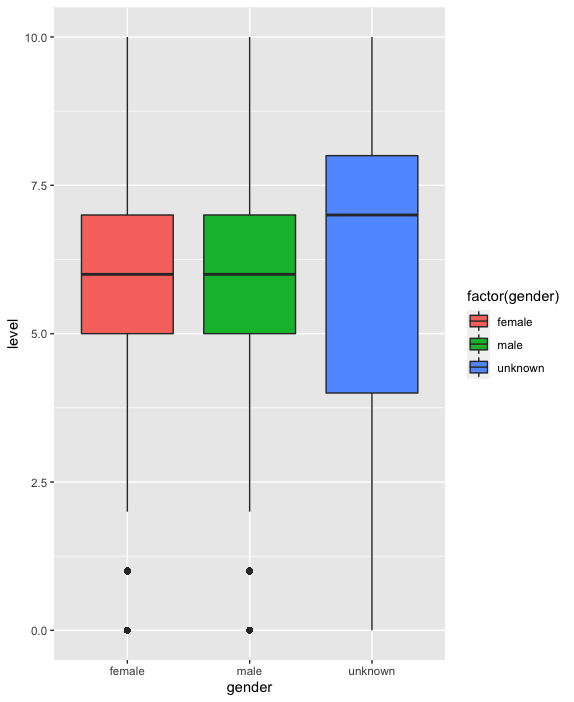 10.0
7.5
5.0
2.5
0.0
level
female
male
unknown
gender
factor(gender)
female
male
unknown